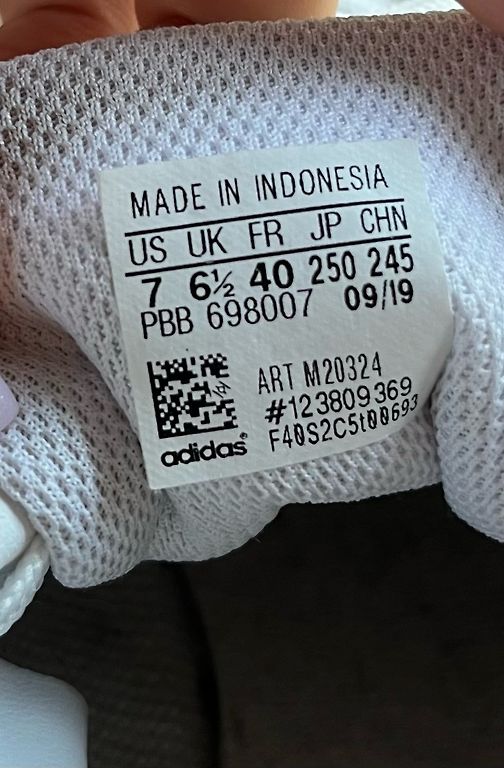 MADE IN INDONESIA
US UK FR JP CHN
7 6½ 40 250 245
PBB 698007 09/19
ART M20324
#123809369
F40S2C5t00693
adidas®